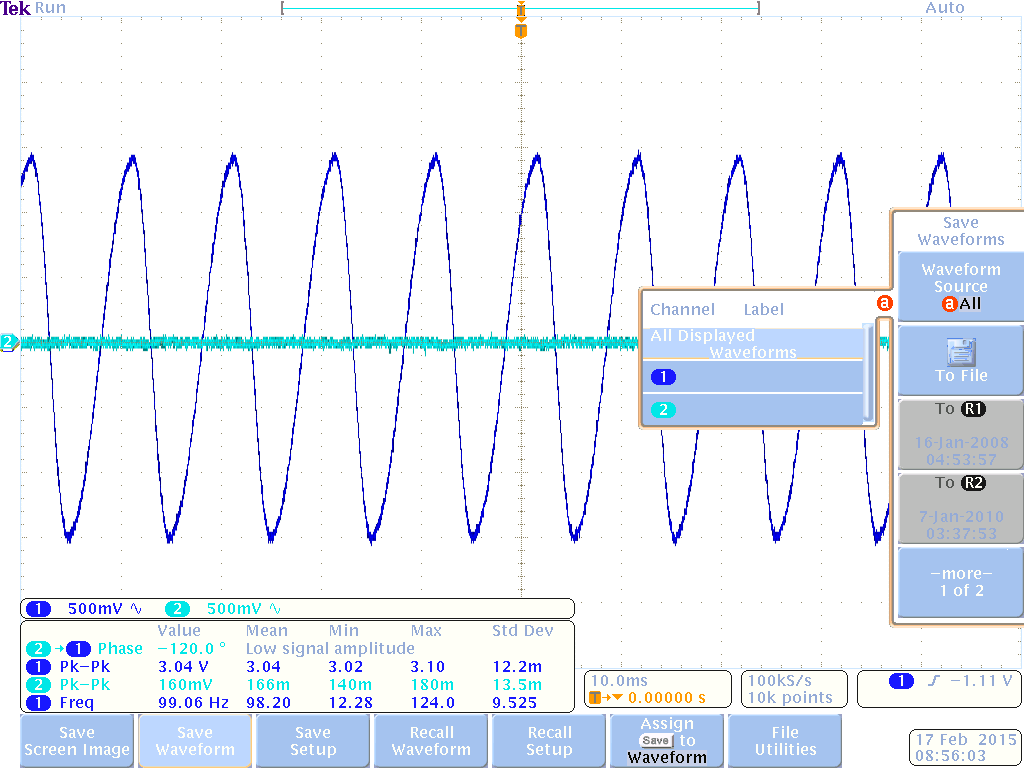 Tek Run Auto
T
T
2
Save
Waveforms
Waveform
Source
a All
a
Channel Label
All Displayed
Waveforms
1
2
To File
To R1
16-Jan-2008
04:53:57
To R2
7-Jan-2010
03:37:53
-more-
1 of 2
1 500mV 2 500mV
Value Mean Min Max Std Dev
2 → 1 Phase -120.0 ° Low signal amplitude
1 Pk-Pk 3.04 V 3.04 3.02 3.10 12.2m
2 Pk-Pk 160mV 166m 140m 180m 13.5m
1 Freq 99.06 Hz 98.20 12.28 124.0 9.525
10.0ms
T→▼ 0.00000 s
100kS/s
10k points
1 -1.11 V
Save
Screen Image
Save
Waveform
Save
Setup
Recall
Waveform
Recall
Setup
Assign
Save to
Waveform
File
Utilities
17 Feb 2015
08:56:03